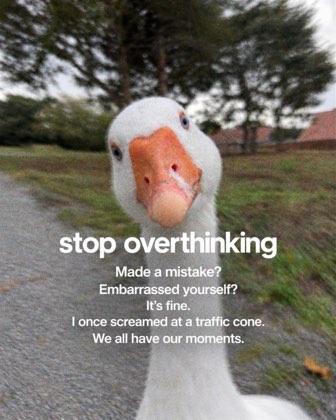 stop overthinking
Made a mistake?
Embarrassed yourself?
It's fine.
I once screamed at a traffic cone.
We all have our moments.